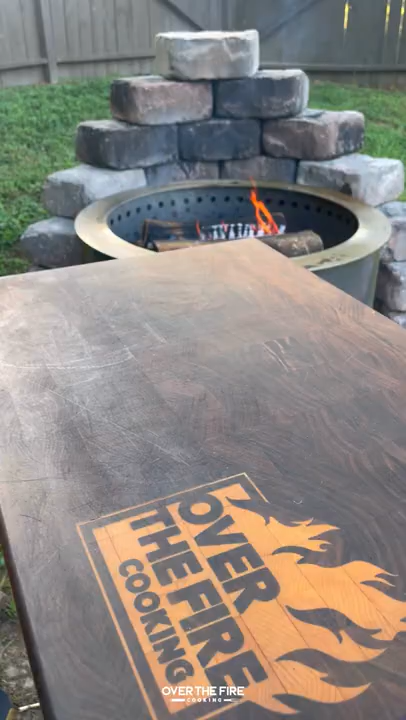 OVER
THE FIRE
COOKING
OVER THE FIRE
COOKING